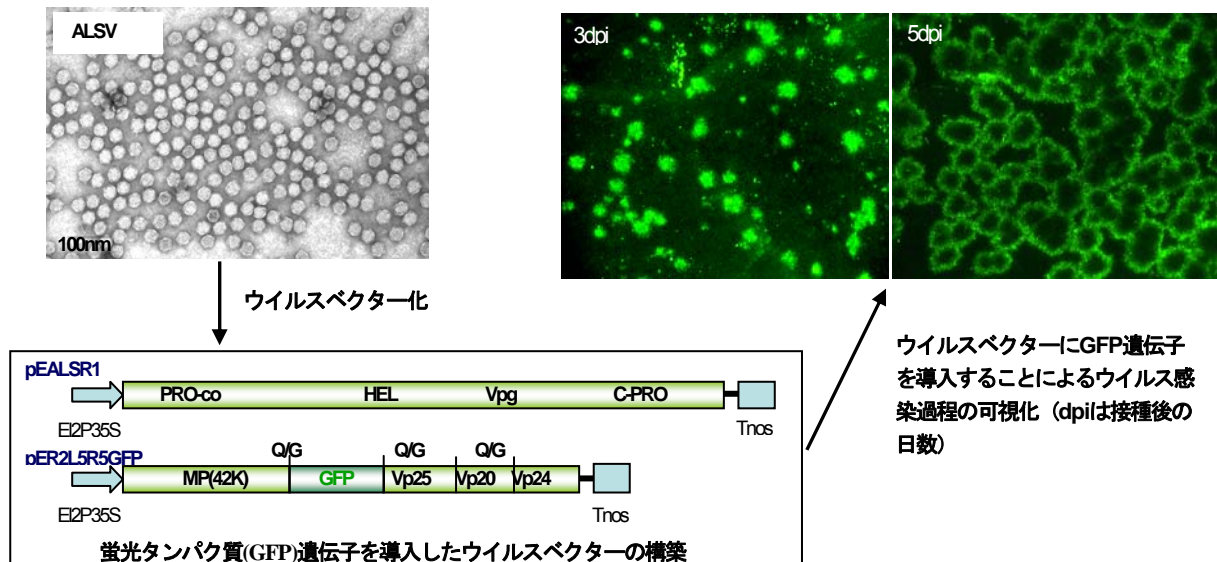 ALSV
100nm
3dpi
5dpi
ウイルスベクター化
ウイルスベクターにGFP遺伝子
を導入することによるウイルス感
染過程の可視化（dpiは接種後の
日数）
pEALSR1
PRO-co HEL Vpg C-PRO
EI2P35S
Tnos
pER2L5R5GFP
Q/G Q/G Q/G
MP(42K) GFP Vp25 Vp20 Vp24
EI2P35S
Tnos
蛍光タンパク質(GFP)遺伝子を導入したウイルスベクターの構築